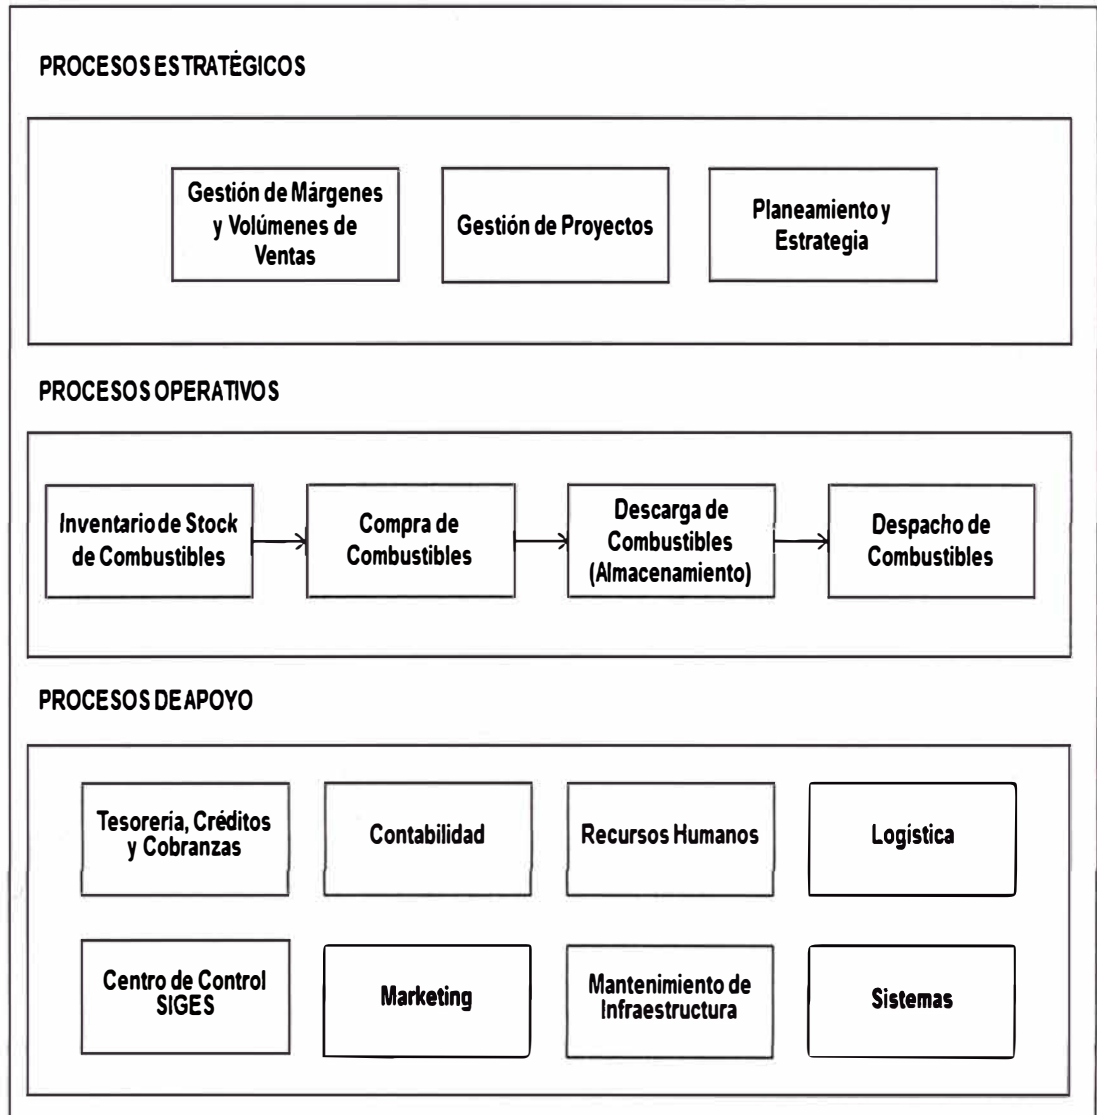 PROCESOS ESTRATÉGICOS
Gestión de Márgenes
y Volúmenes de
Ventas
Gestión de Proyectos
Planeamiento y
Estrategia
PROCESOS OPERATIVOS
Inventario de Stock
de Combustibles
Compra de
Combustibles
Descarga de
Combustibles
(Almacenamiento)
Despacho de
Combustibles
PROCESOS DE APOYO
Tesorería, Créditos
y Cobranzas
Contabilidad
Recursos Humanos
Logística
Centro de Control
SIGES
Marketing
Mantenimiento de
Infraestructura
Sistemas